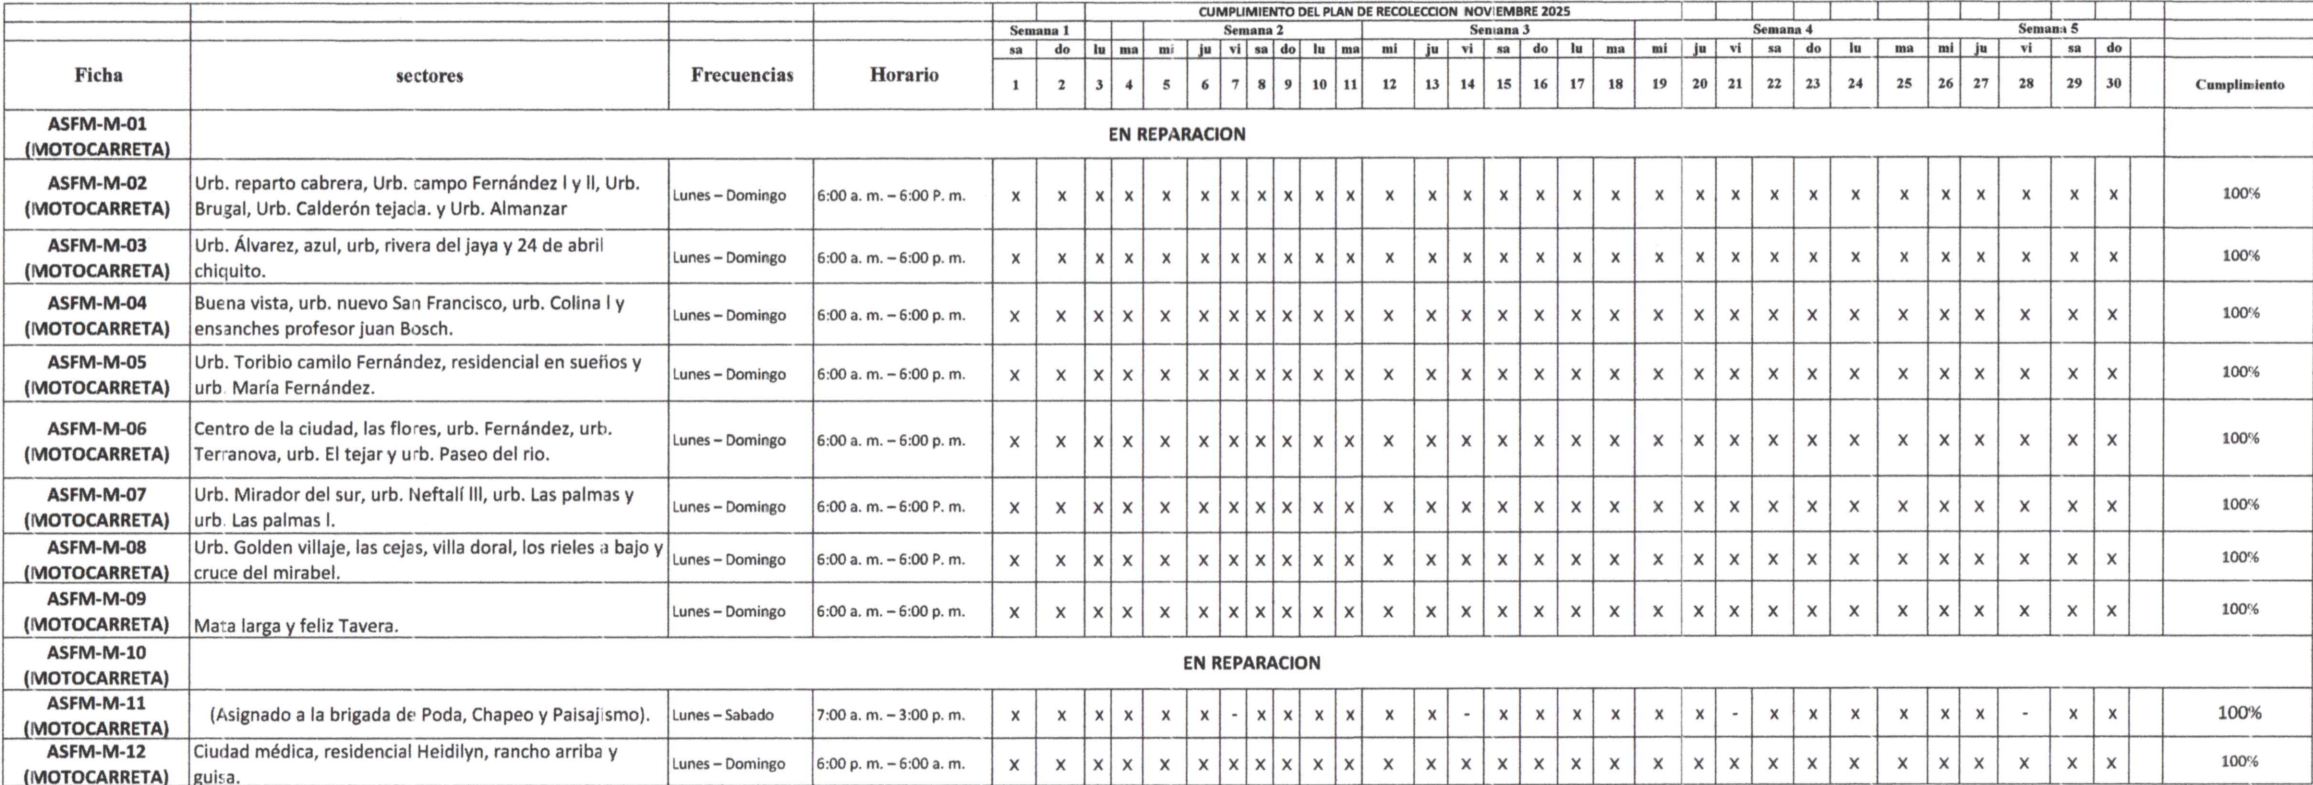 CUMPLIMIENTO DEL PLAN DE RECOLECCION NOVIEMBRE 2025
Semana 1 Semana 2 Semana 3 Semana 4 Semana 5
sa do lu ma mi ju vi sa do lu ma mi ju vi sa do lu ma mi ju vi sa do lu ma mi ju vi sa do
Ficha sectores Frecuencias Horario 1 2 3 4 5 6 7 8 9 10 11 12 13 14 15 16 17 18 19 20 21 22 23 24 25 26 27 28 29 30 Cumplimiento
ASFM-M-01
(MOTOCARRETA)
EN REPARACION
ASFM-M-02
(MOTOCARRETA)
Urb. reparto cabrera, Urb. campo Fernández I y II, Urb.
Brugal, Urb. Calderón tejada. y Urb. Almanzar
Lunes – Domingo 6:00 a. m. – 6:00 P. m. x x x x x x x x x x x x x x x x x x x x x x x x x x x x x x 100%
ASFM-M-03
(MOTOCARRETA)
Urb. Álvarez, azul, urb, rivera del jaya y 24 de abril
chiquito.
Lunes – Domingo 6:00 a. m. – 6:00 p. m. x x x x x x x x x x x x x x x x x x x x x x x x x x x x x x 100%
ASFM-M-04
(MOTOCARRETA)
Buena vista, urb. nuevo San Francisco, urb. Colina I y
ensanches profesor juan Bosch.
Lunes – Domingo 6:00 a. m. – 6:00 p. m. x x x x x x x x x x x x x x x x x x x x x x x x x x x x x x 100%
ASFM-M-05
(MOTOCARRETA)
Urb. Toribio camilo Fernández, residencial en sueños y
urb. María Fernández.
Lunes – Domingo 6:00 a. m. – 6:00 p. m. x x x x x x x x x x x x x x x x x x x x x x x x x x x x x x 100%
ASFM-M-06
(MOTOCARRETA)
Centro de la ciudad, las flores, urb. Fernández, urb.
Terranova, urb. El tejar y urb. Paseo del rio.
Lunes – Domingo 6:00 a. m. – 6:00 p. m. x x x x x x x x x x x x x x x x x x x x x x x x x x x x x x 100%
ASFM-M-07
(MOTOCARRETA)
Urb. Mirador del sur, urb. Neftalí III, urb. Las palmas y
urb. Las palmas I.
Lunes – Domingo 6:00 a. m. – 6:00 P. m. x x x x x x x x x x x x x x x x x x x x x x x x x x x x x x 100%
ASFM-M-08
(MOTOCARRETA)
Urb. Golden villaje, las cejas, villa doral, los rieles a bajo y
cruce del mirabel.
Lunes – Domingo 6:00 a. m. – 6:00 P. m. x x x x x x x x x x x x x x x x x x x x x x x x x x x x x x 100%
ASFM-M-09
(MOTOCARRETA)
Mata larga y feliz Tavera.
Lunes – Domingo 6:00 a. m. – 6:00 p. m. x x x x x x x x x x x x x x x x x x x x x x x x x x x x x x 100%
ASFM-M-10
(MOTOCARRETA)
EN REPARACION
ASFM-M-11
(MOTOCARRETA)
(Asignado a la brigada de Poda, Chapeo y Paisajismo).
Lunes – Sabado 7:00 a. m. – 3:00 p. m. x x x x x x - x x x x x x - x x x x x x - x x x x x x - x x 100%
ASFM-M-12
(MOTOCARRETA)
Ciudad médica, residencial Heidilyn, rancho arriba y
guisa.
Lunes – Domingo 6:00 p. m. – 6:00 a. m. x x x x x x x x x x x x x x x x x x x x x x x x x x x x x x 100%